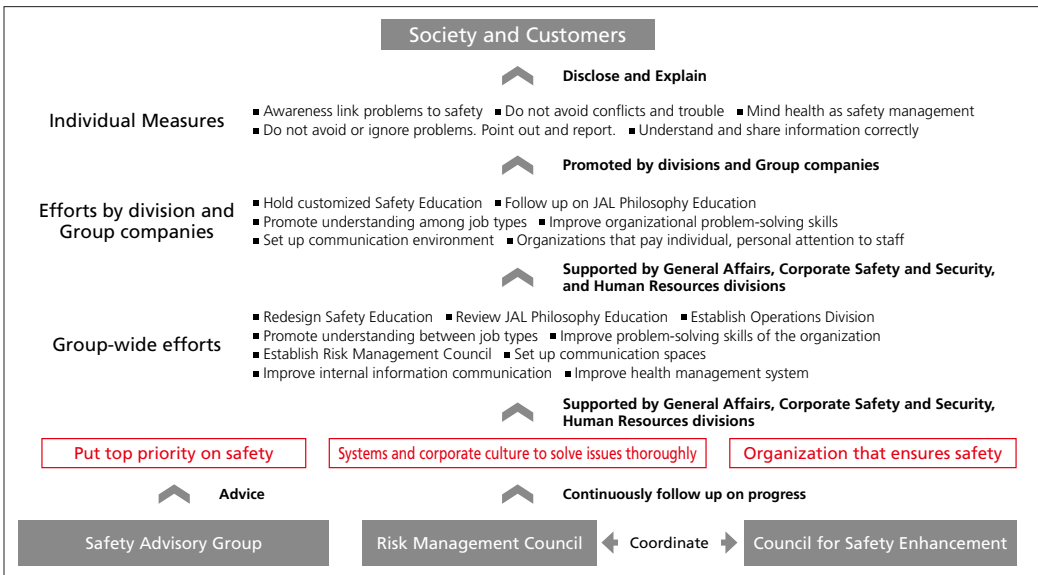 Society and Customers
Disclose and Explain
Individual Measures
▪ Awareness link problems to safety ▪ Do not avoid conflicts and trouble ▪ Mind health as safety management
▪ Do not avoid or ignore problems. Point out and report. ▪ Understand and share information correctly
Promoted by divisions and Group companies
Efforts by division and
Group companies
▪ Hold customized Safety Education ▪ Follow up on JAL Philosophy Education
▪ Promote understanding among job types ▪ Improve organizational problem-solving skills
▪ Set up communication environment ▪ Organizations that pay individual, personal attention to staff
Supported by General Affairs, Corporate Safety and Security,
and Human Resources divisions
Group-wide efforts
▪ Redesign Safety Education ▪ Review JAL Philosophy Education ▪ Establish Operations Division
▪ Promote understanding between job types ▪ Improve problem-solving skills of the organization
▪ Establish Risk Management Council ▪ Set up communication spaces
▪ Improve internal information communication ▪ Improve health management system
Supported by General Affairs, Corporate Safety and Security,
Human Resources divisions
Put top priority on safety
Systems and corporate culture to solve issues thoroughly
Organization that ensures safety
Advice
Continuously follow up on progress
Safety Advisory Group
Risk Management Council
Coordinate
Council for Safety Enhancement